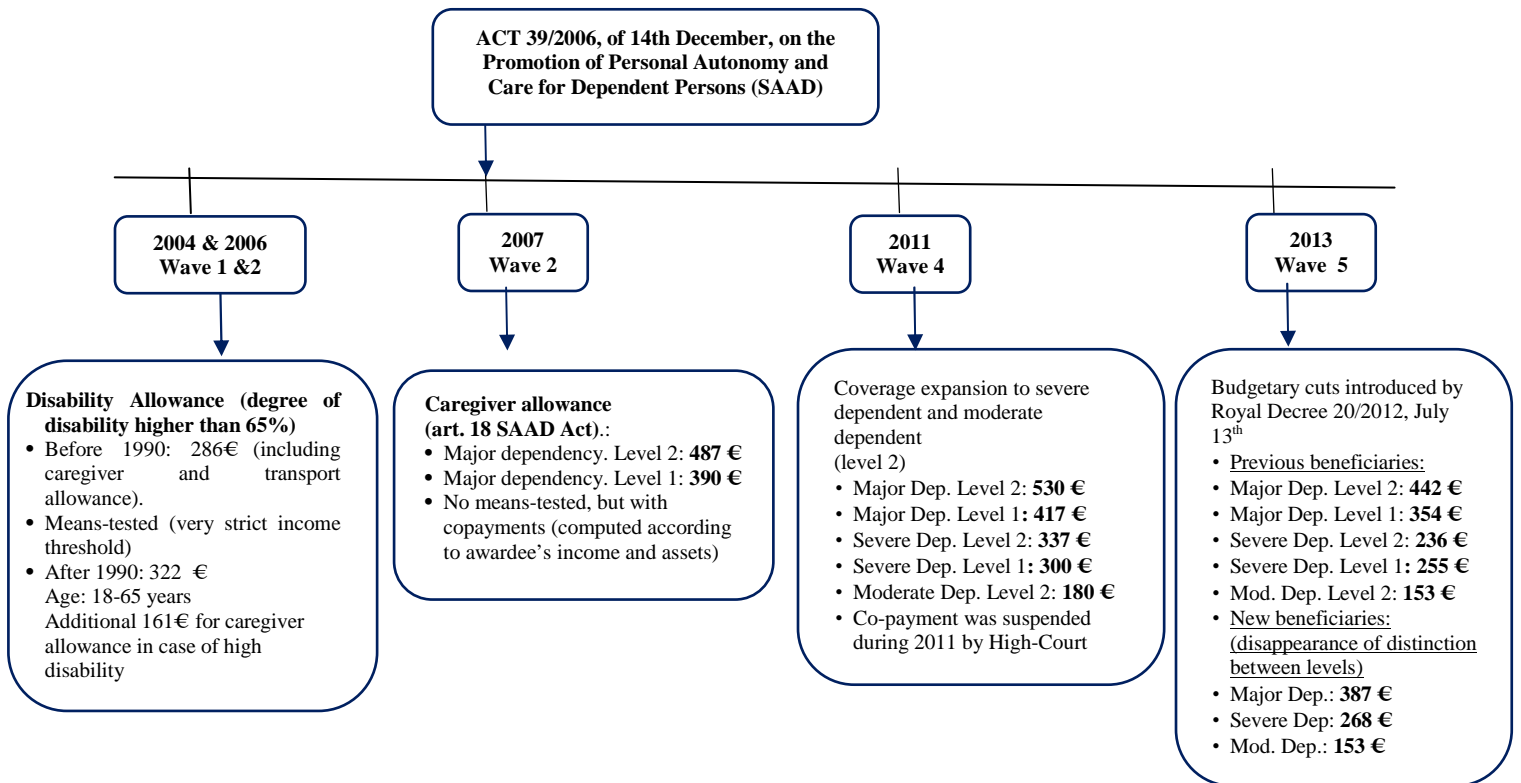 ACT 39/2006, of 14th December, on the
Promotion of Personal Autonomy and
Care for Dependent Persons (SAAD)
2004 & 2006
Wave 1 &2
2007
Wave 2
2011
Wave 4
2013
Wave 5
Disability Allowance (degree of
disability higher than 65%)
• Before 1990: 286€ (including
caregiver and transport
allowance).
• Means-tested (very strict income
threshold)
• After 1990: 322 €
Age: 18-65 years
Additional 161€ for caregiver
allowance in case of high
disability
Caregiver allowance
(art. 18 SAAD Act).:
• Major dependency. Level 2: 487 €
• Major dependency. Level 1: 390 €
• No means-tested, but with
copayments (computed according
to awardee's income and assets)
Coverage expansion to severe
dependent and moderate
dependent
(level 2)
• Major Dep. Level 2: 530 €
• Major Dep. Level 1: 417 €
• Severe Dep. Level 2: 337 €
• Severe Dep. Level 1: 300 €
• Moderate Dep. Level 2: 180 €
• Co-payment was suspended
during 2011 by High-Court
Budgetary cuts introduced by
Royal Decree 20/2012, July
13th
• Previous beneficiaries:
• Major Dep. Level 2: 442 €
• Major Dep. Level 1: 354 €
• Severe Dep. Level 2: 236 €
• Severe Dep. Level 1: 255 €
• Mod. Dep. Level 2: 153 €
• New beneficiaries:
(disappearance of distinction
between levels)
• Major Dep.: 387 €
• Severe Dep: 268 €
• Mod. Dep.: 153 €